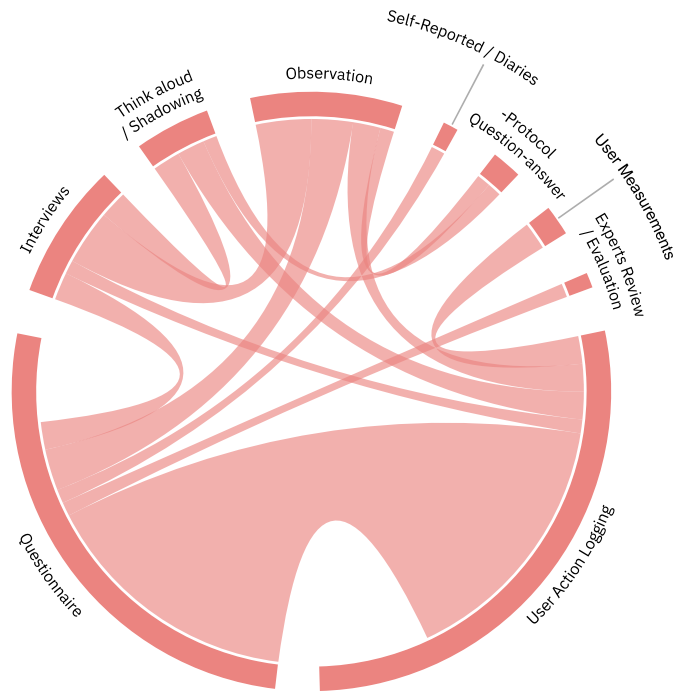 Self-Reported / Diaries
Observation
Think aloud
/ Shadowing
-Protocol
Question-answer
User Measurements
Interviews
Experts Review
/ Evaluation
Questionnaire
User Action Logging